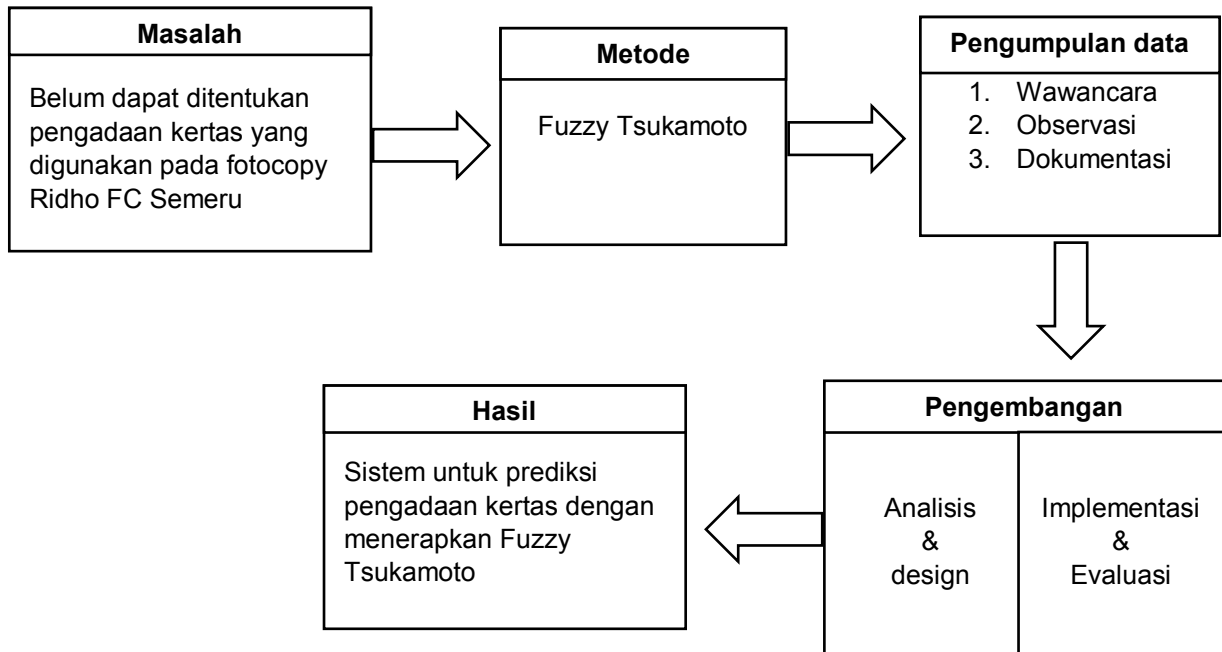 Masalah
Belum dapat ditentukan
pengadaan kertas yang
digunakan pada fotocopy
Ridho FC Semeru
Metode
Fuzzy Tsukamoto
Pengumpulan data
1. Wawancara
2. Observasi
3. Dokumentasi
Pengembangan
Analisis
&
design
Implementasi
&
Evaluasi
Hasil
Sistem untuk prediksi
pengadaan kertas dengan
menerapkan Fuzzy
Tsukamoto